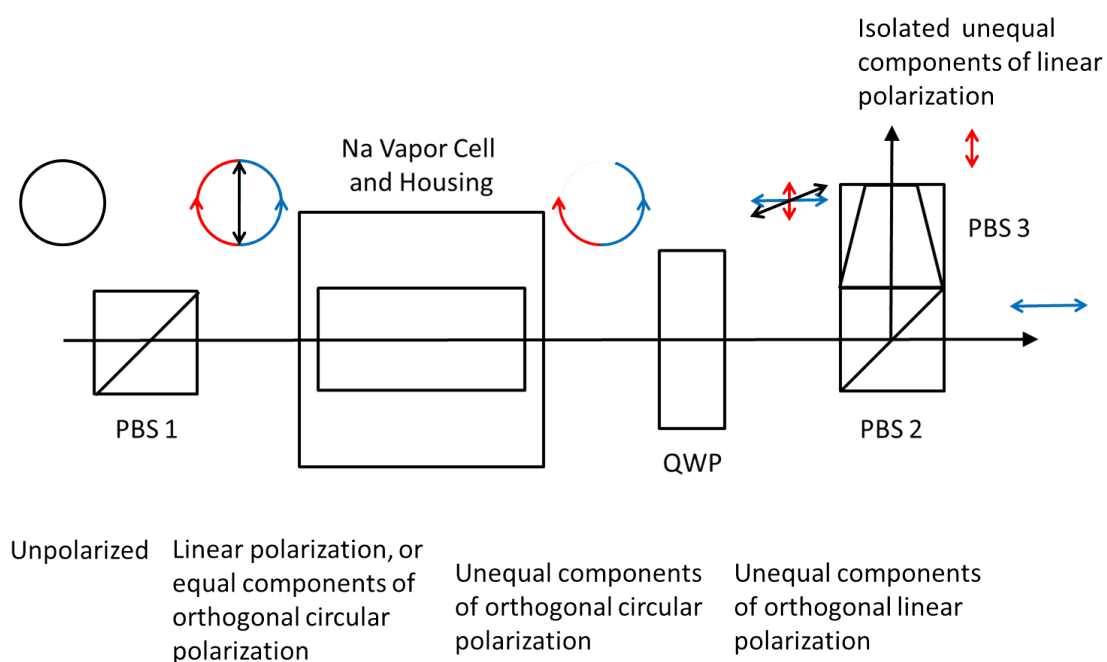 Isolated unequal
components of linear
polarization
Na Vapor Cell
and Housing
PBS 3
PBS 1
QWP
PBS 2
Unpolarized
Linear polarization, or
equal components of
orthogonal circular
polarization
Unequal components
of orthogonal circular
polarization
Unequal components
of orthogonal linear
polarization